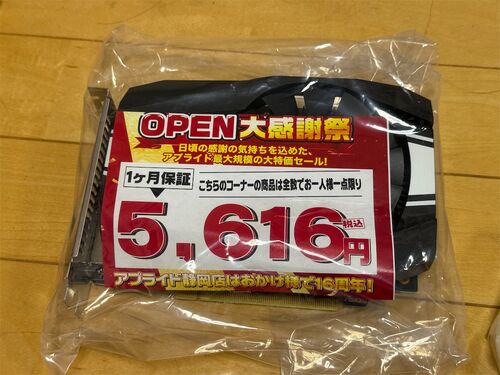 OPEN大感謝祭
日頃の感謝の気持ちを込めた、
アプライド最大規模の大特価セール!
1ヶ月保証
こちらのコーナーの商品は全数でお一人様一点限り
5,616円
税込
アプライド静岡店はおかげ様で16周年!